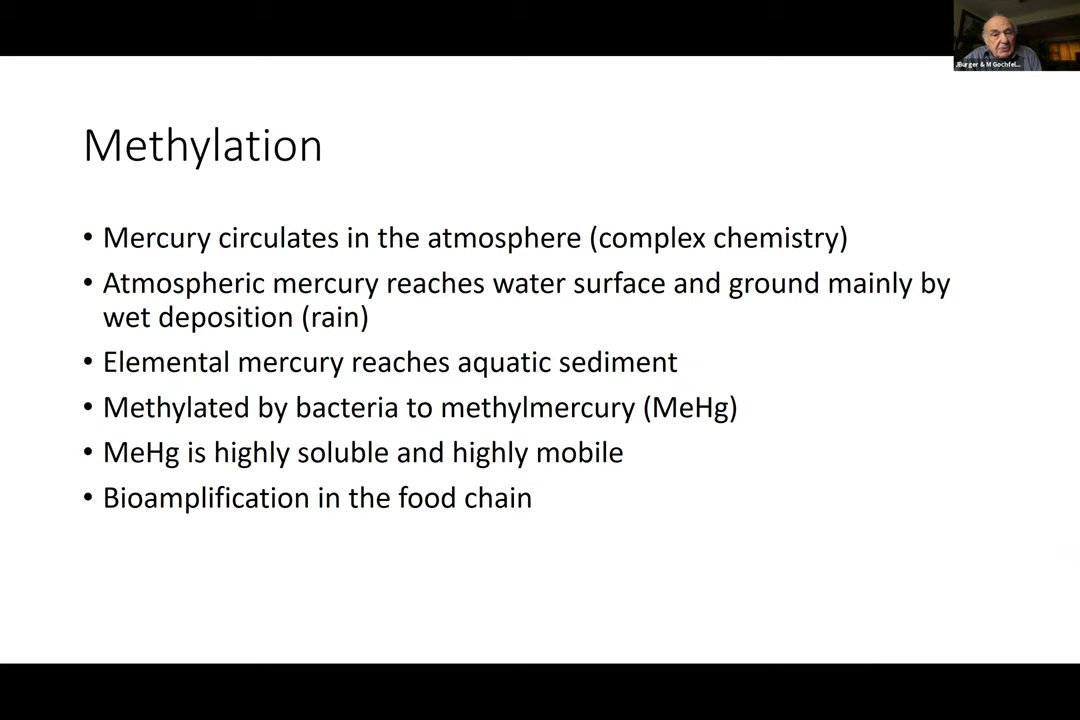 JBurger & M Gochfel...
Methylation
• Mercury circulates in the atmosphere (complex chemistry)
• Atmospheric mercury reaches water surface and ground mainly by
wet deposition (rain)
• Elemental mercury reaches aquatic sediment
• Methylated by bacteria to methylmercury (MeHg)
• MeHg is highly soluble and highly mobile
• Bioamplification in the food chain